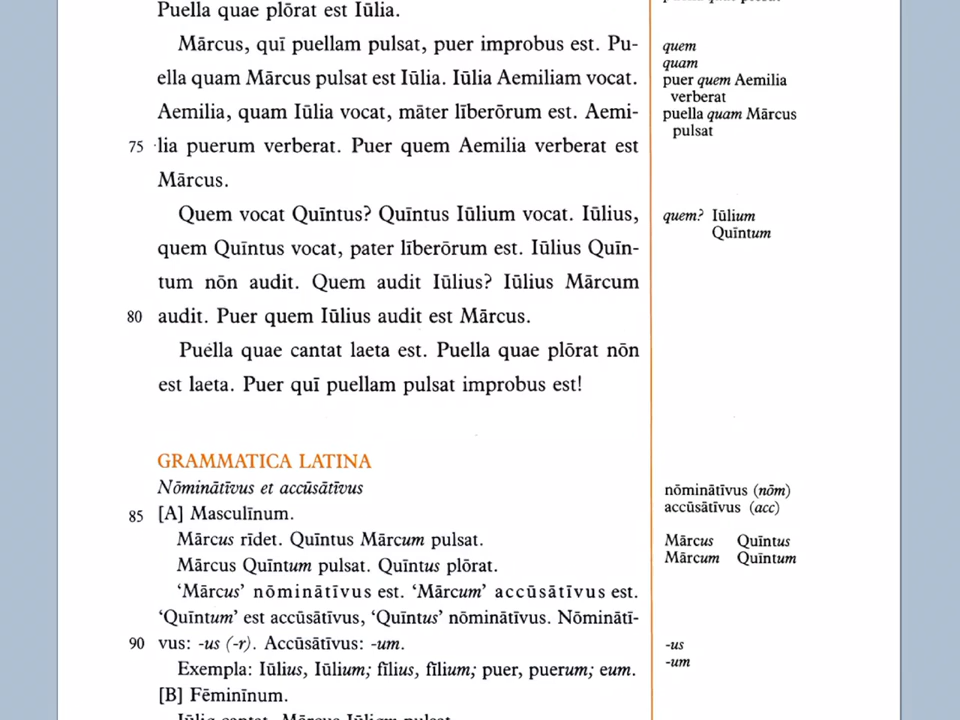 Puella quae plōrat est Iūlia.
Mārcus, quī puellam pulsat, puer improbus est. Pu-
ella quam Mārcus pulsat est Iūlia. Iūlia Aemiliam vocat.
Aemilia, quam Iūlia vocat, māter līberōrum est. Aemi-
75 lia puerum verberat. Puer quem Aemilia verberat est
Mārcus.
Quem vocat Quīntus? Quīntus Iūlium vocat. Iūlius,
quem Quīntus vocat, pater līberōrum est. Iūlius Quīn-
tum nōn audit. Quem audit Iūlius? Iūlius Mārcum
80 audit. Puer quem Iūlius audit est Mārcus.
Puella quae cantat laeta est. Puella quae plōrat nōn
est laeta. Puer quī puellam pulsat improbus est!
GRAMMATICA LATINA
Nōminātīvus et accūsātīvus
85 [A] Masculīnum.
Mārcus rīdet. Quīntus Mārcum pulsat.
Mārcus Quīntum pulsat. Quīntus plōrat.
‘Mārcus’ nōminātīvus est. ‘Mārcum’ accūsātīvus est.
‘Quīntum’ est accūsātīvus, ‘Quīntus’ nōminātīvus. Nōminātī-
90 vus: -us (-r). Accūsātīvus: -um.
Exempla: Iūlius, Iūlium; fīlius, fīlium; puer, puerum; eum.
[B] Fēminīnum.
Iūlia cantat. Mārcus Iūliam pulsat.
quem
quam
puer quem Aemilia
verberat
puella quam Mārcus
pulsat
quem? Iūlium
Quīntum
nōminātīvus (nōm)
accūsātīvus (acc)
Mārcus Quīntus
Mārcum Quīntum
-us
-um